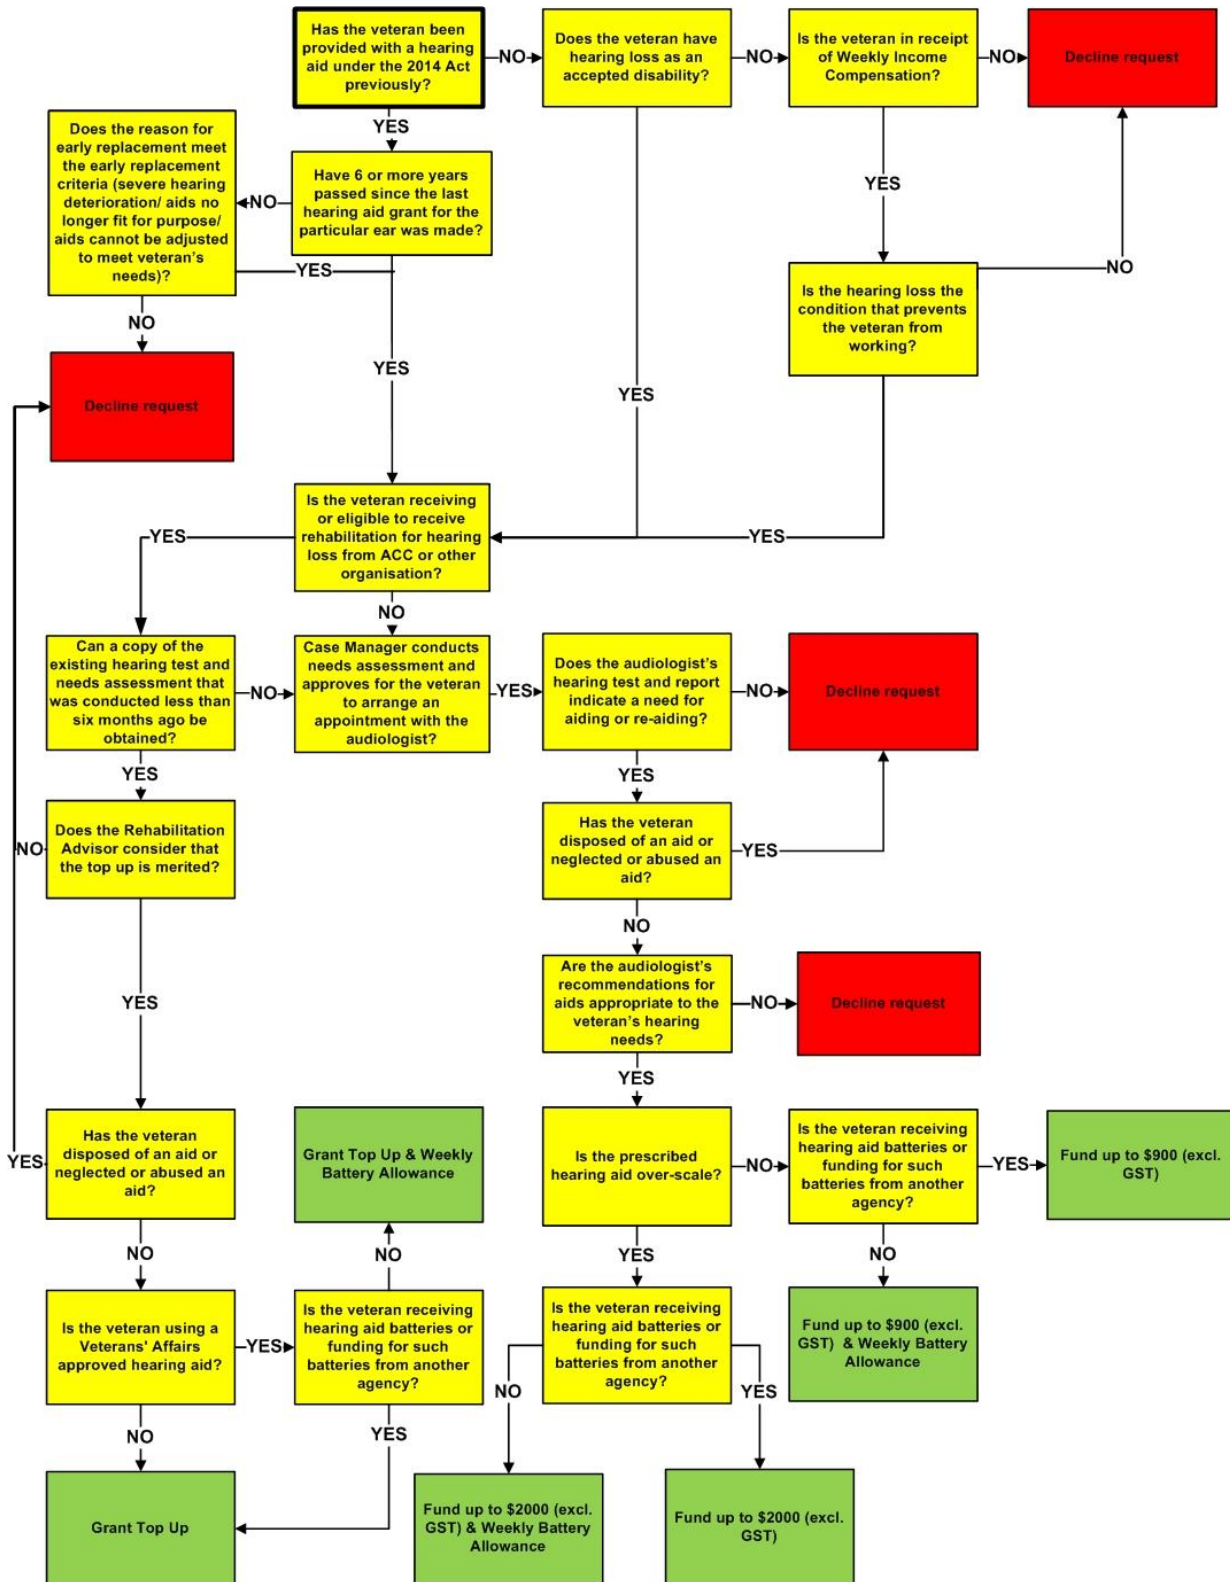 Has the veteran been
provided with a hearing
aid under the 2014 Act
previously?
NO
Does the veteran have
hearing loss as an
accepted disability?
NO
Is the veteran in receipt
of Weekly Income
Compensation?
NO
Decline request
YES
Does the reason for
early replacement meet
the early replacement
criteria (severe hearing
deterioration/ aids no
longer fit for purpose/
aids cannot be adjusted
to meet veteran's
needs)?
NO
Have 6 or more years
passed since the last
hearing aid grant for the
particular ear was made?
YES
YES
NO
Is the hearing loss the
condition that prevents
the veteran from
working?
NO
Decline request
YES
YES
Is the veteran receiving
or eligible to receive
rehabilitation for hearing
loss from ACC or other
organisation?
YES
YES
NO
Can a copy of the
existing hearing test and
needs assessment that
was conducted less than
six months ago be
obtained?
NO
Case Manager conducts
needs assessment and
approves for the veteran
to arrange an
appointment with the
audiologist?
YES
Does the audiologist's
hearing test and report
indicate a need for
aiding or re-aiding?
NO
Decline request
YES
YES
NO
Does the Rehabilitation
Advisor consider that
the top up is merited?
Has the veteran
disposed of an aid or
neglected or abused an
aid?
YES
NO
Are the audiologist's
recommendations for
aids appropriate to the
veteran's hearing
needs?
NO
Decline request
YES
YES
YES
Has the veteran
disposed of an aid or
neglected or abused an
aid?
Grant Top Up & Weekly
Battery Allowance
Is the prescribed
hearing aid over-scale?
NO
Is the veteran receiving
hearing aid batteries or
funding for such
batteries from another
agency?
YES
Fund up to $900 (excl.
GST)
NO
NO
YES
NO
Is the veteran using a
Veterans' Affairs
approved hearing aid?
YES
Is the veteran receiving
hearing aid batteries or
funding for such
batteries from another
agency?
Is the veteran receiving
hearing aid batteries or
funding for such
batteries from another
agency?
Fund up to $900 (excl.
GST) & Weekly Battery
Allowance
NO
YES
NO
YES
Grant Top Up
Fund up to $2000 (excl.
GST) & Weekly Battery
Allowance
Fund up to $2000 (excl.
GST)